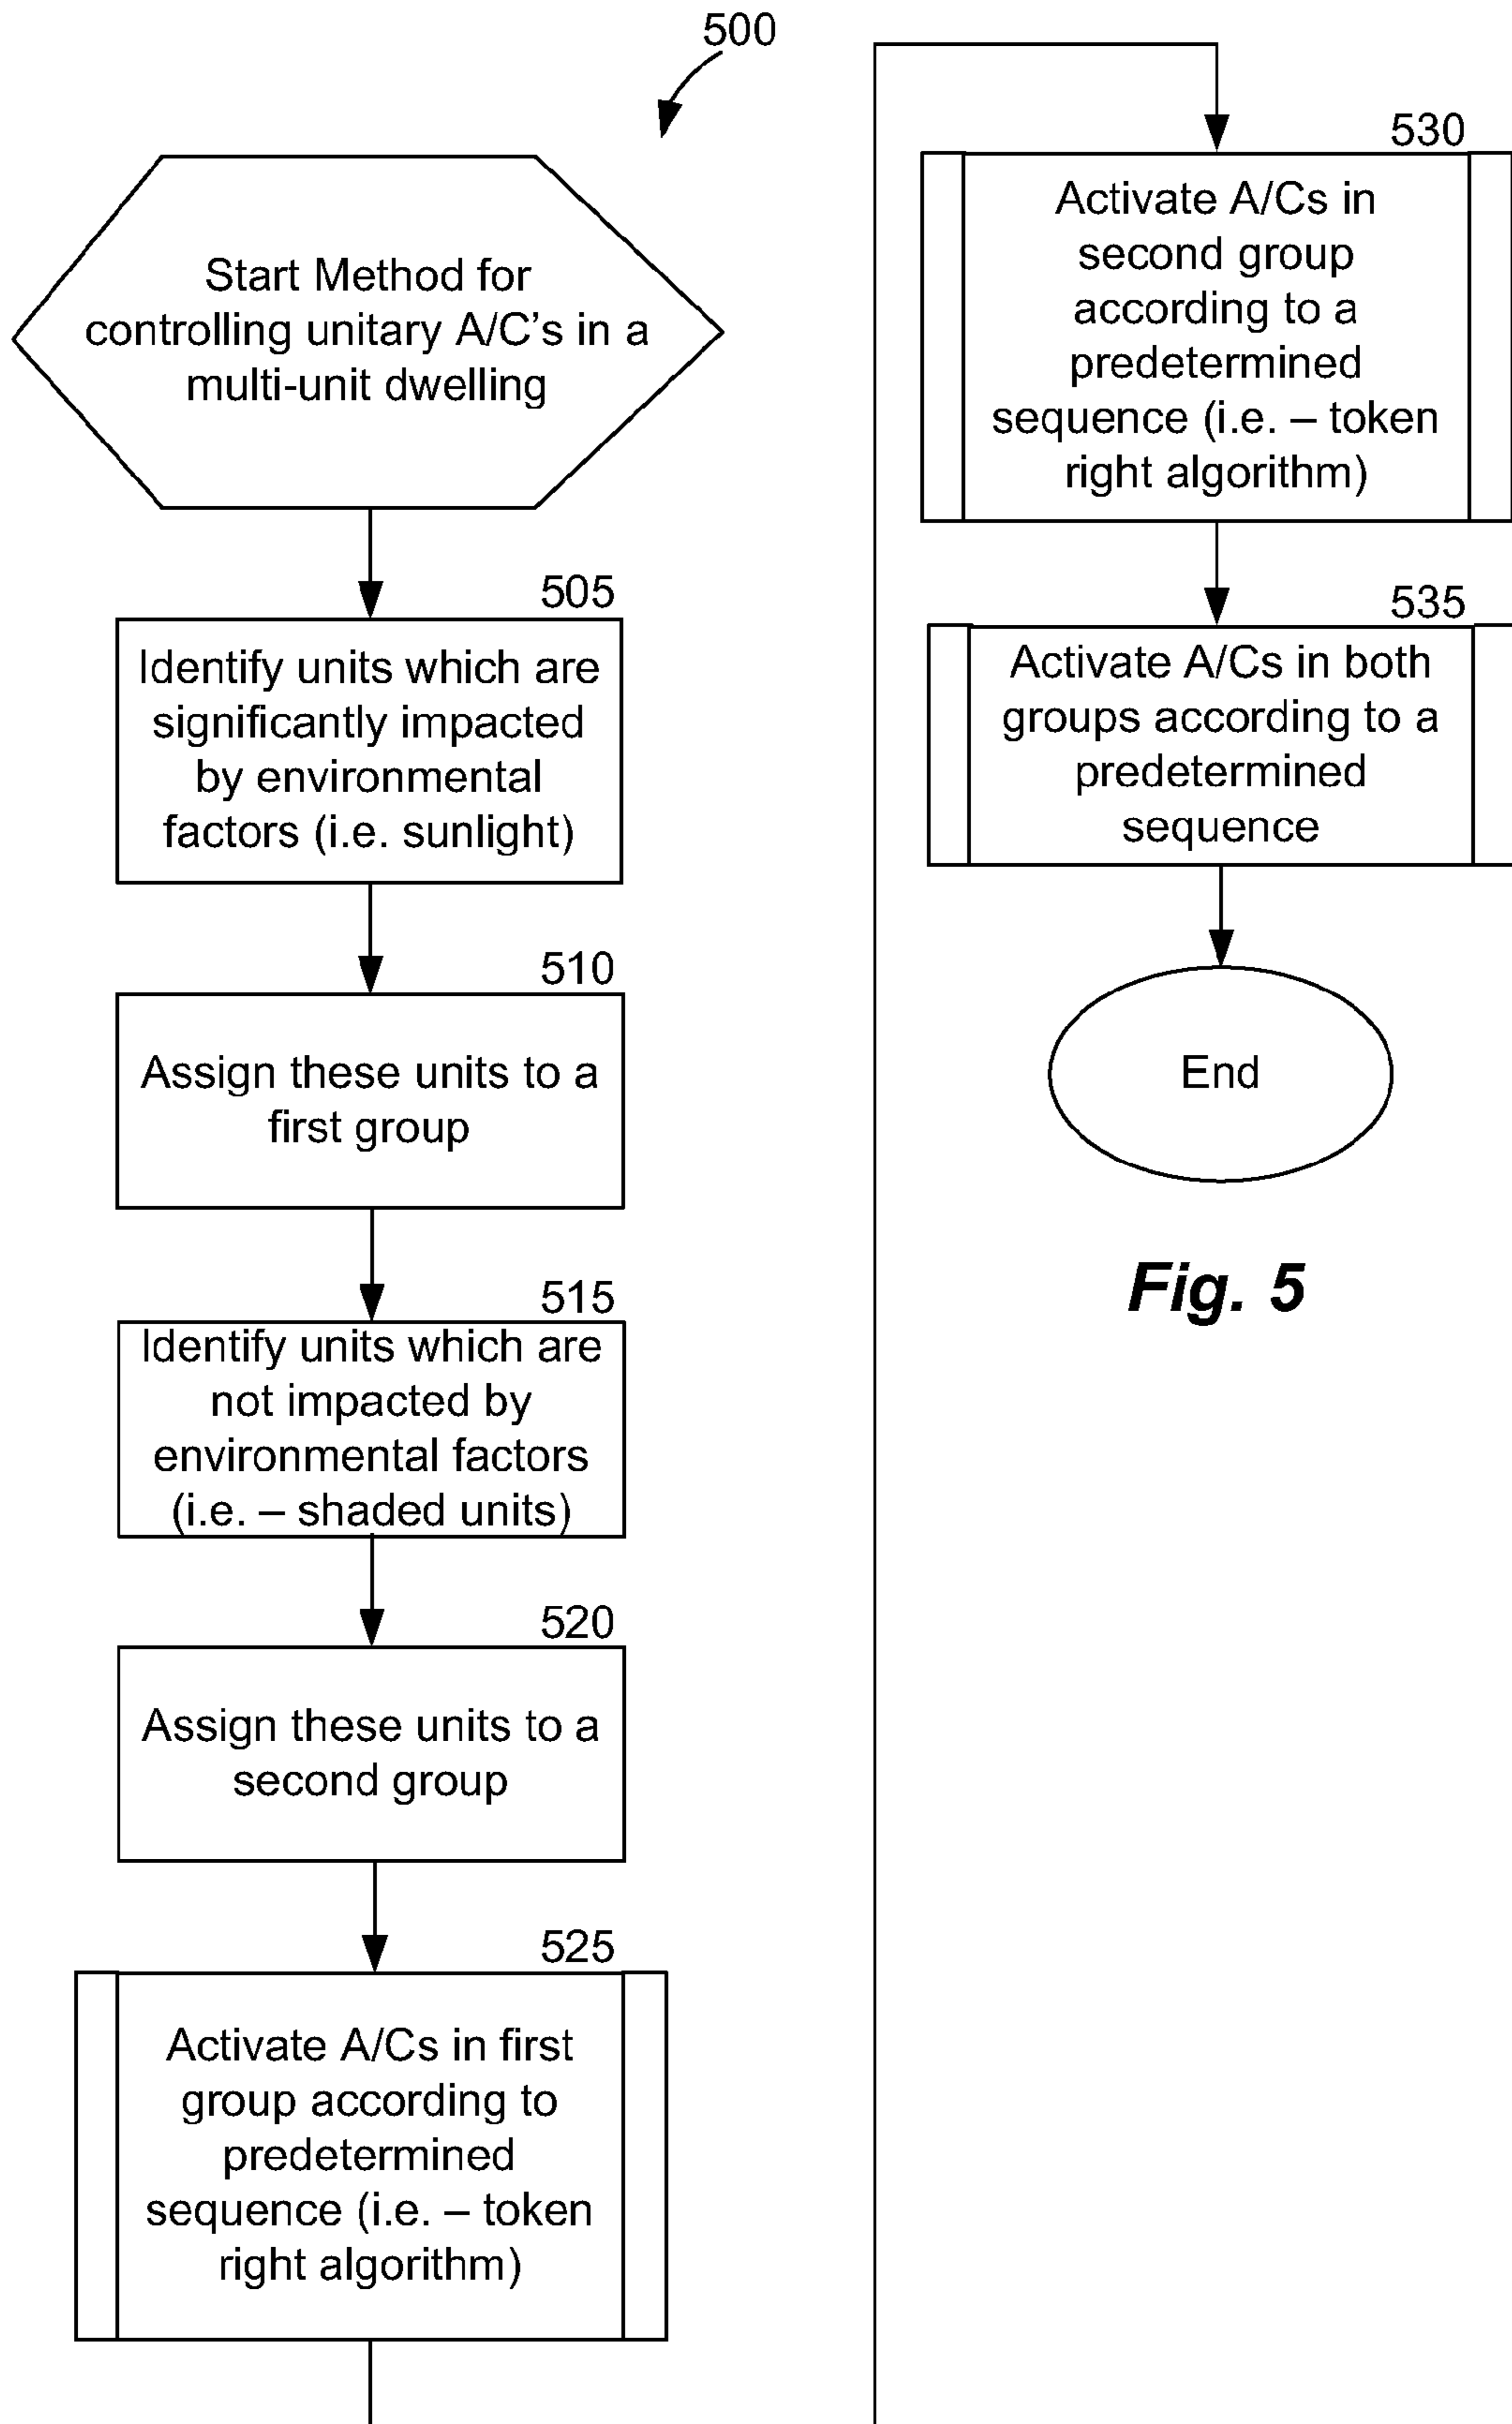 500
Start Method for
controlling unitary A/C's in a
multi-unit dwelling
505
Identify units which are
significantly impacted
by environmental
factors (i.e. sunlight)
510
Assign these units to a
first group
515
Identify units which are
not impacted by
environmental factors
(i.e. – shaded units)
520
Assign these units to a
second group
525
Activate A/Cs in first
group according to
predetermined
sequence (i.e. – token
right algorithm)
530
Activate A/Cs in
second group
according to a
predetermined
sequence (i.e. – token
right algorithm)
535
Activate A/Cs in both
groups according to a
predetermined
sequence
End
Fig. 5